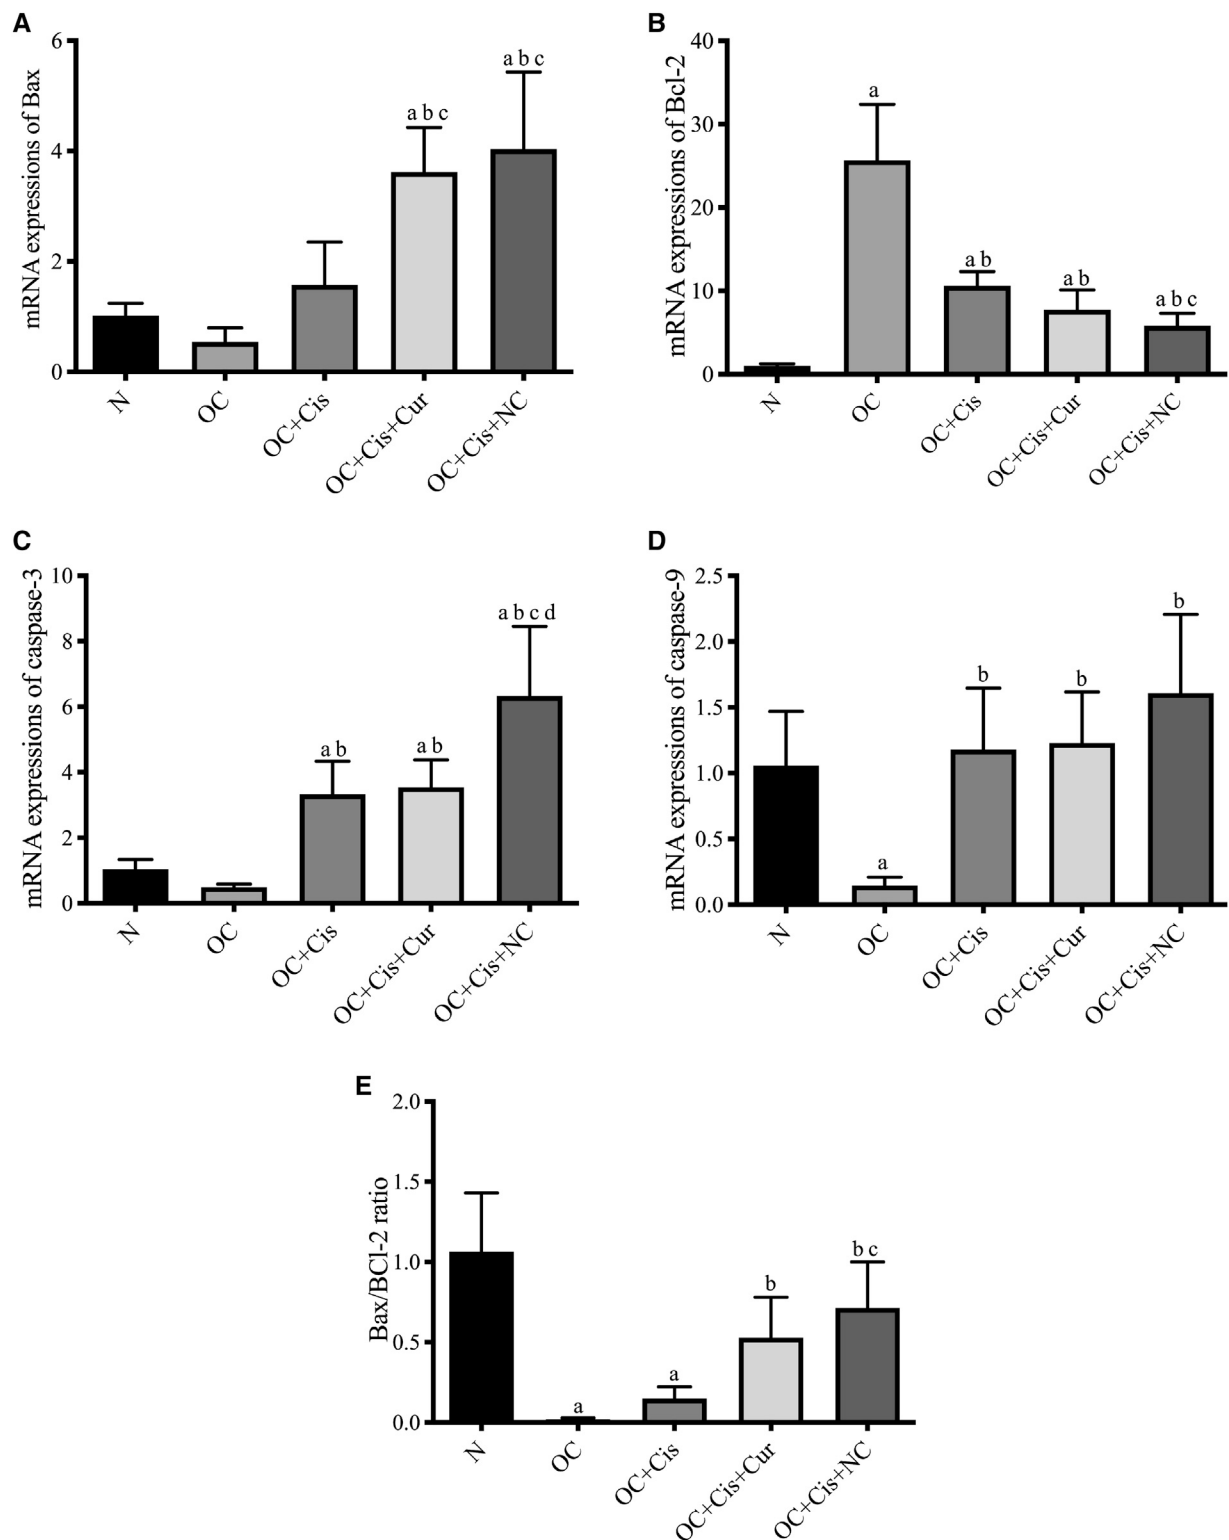 A
mRNA expressions of Bax
6
4
2
0
a b c
a b c
N
OC
OC+Cis
OC+Cis+Cur
OC+Cis+NC
B
mRNA expressions of Bcl-2
40
30
20
10
0
a
a b
a b
a b c
N
OC
OC+Cis
OC+Cis+Cur
OC+Cis+NC
C
mRNA expressions of caspase-3
10
8
6
4
2
0
a b
a b
a b c d
N
OC
OC+Cis
OC+Cis+Cur
OC+Cis+NC
D
mRNA expressions of caspase-9
2.5
2.0
1.5
1.0
0.5
0.0
a
b
b
b
N
OC
OC+Cis
OC+Cis+Cur
OC+Cis+NC
E
Bax/BCl-2 ratio
2.0
1.5
1.0
0.5
0.0
a
a
b
b c
N
OC
OC+Cis
OC+Cis+Cur
OC+Cis+NC